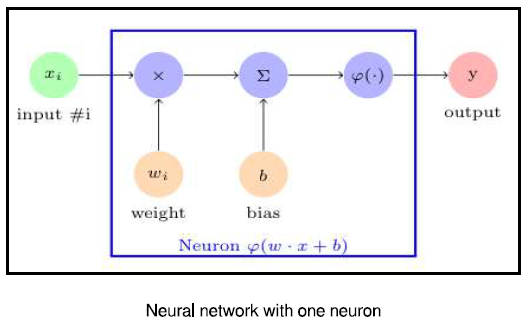 x_i × Σ φ(·) y
input #i output
w_i b
weight bias
Neuron φ(w · x + b)
Neural network with one neuron